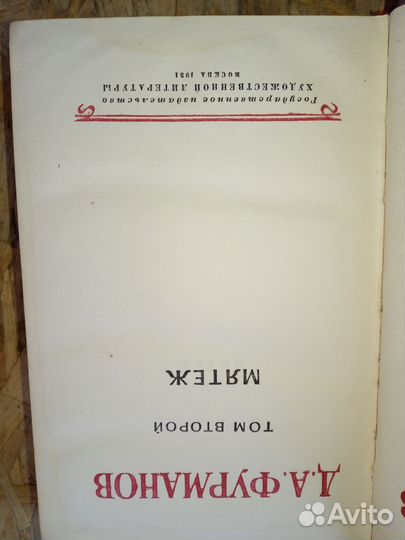 Д.А. ФУРМАНОВ
ТОМ ВТОРОЙ
МЯТЕЖ
Государственное издательство
ХУДОЖЕСТВЕННОЙ ЛИТЕРАТУРЫ
МОСКВА 1951
Avito